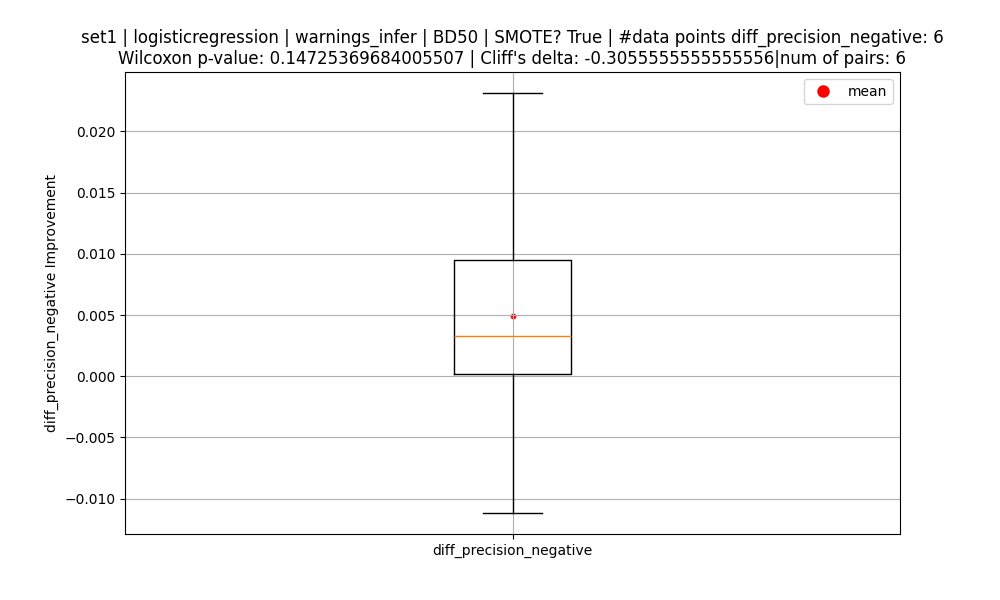 set1 | logisticregression | warnings_infer | BD50 | SMOTE? True | #data points diff_precision_negative: 6
Wilcoxon p-value: 0.14725369684005507 | Cliff's delta: -0.3055555555555556|num of pairs: 6
mean
0.020
0.015
0.010
0.005
0.000
−0.005
−0.010
diff_precision_negative Improvement
diff_precision_negative